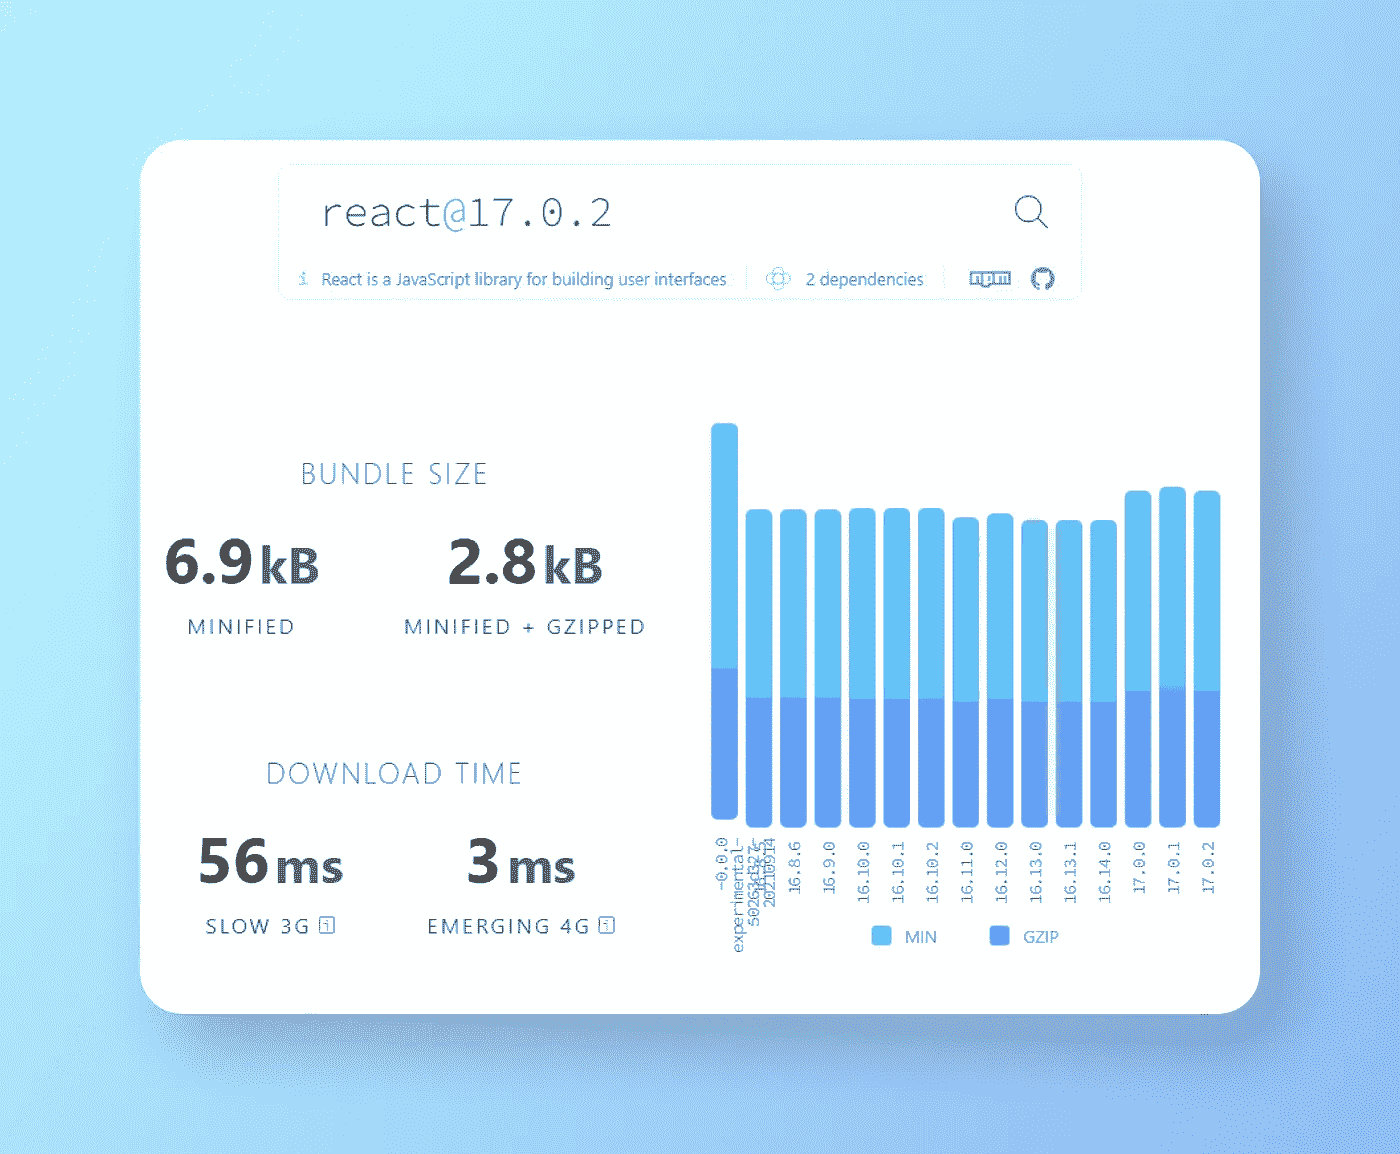 react@17.0.2
React is a JavaScript library for building user interfaces
2 dependencies
npm
BUNDLE SIZE
6.9 kB
2.8 kB
MINIFIED
MINIFIED + GZIPPED
DOWNLOAD TIME
56 ms
3 ms
SLOW 3G
EMERGING 4G
-0.0.0
experimental-
20210914
16.8.6
16.9.0
16.10.0
16.10.1
16.10.2
16.11.0
16.12.0
16.13.0
16.13.1
16.14.0
17.0.0
17.0.1
17.0.2
MIN
GZIP